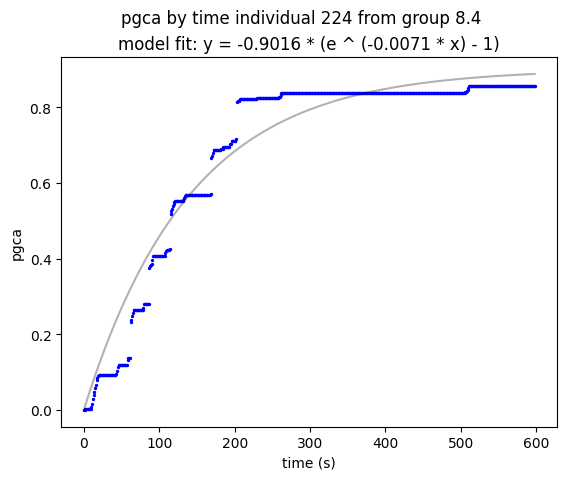 pgca by time individual 224 from group 8.4
model fit: y = -0.9016 * (e ^ (-0.0071 * x) - 1)
pgca
0.8
0.6
0.4
0.2
0.0
0 100 200 300 400 500 600
time (s)